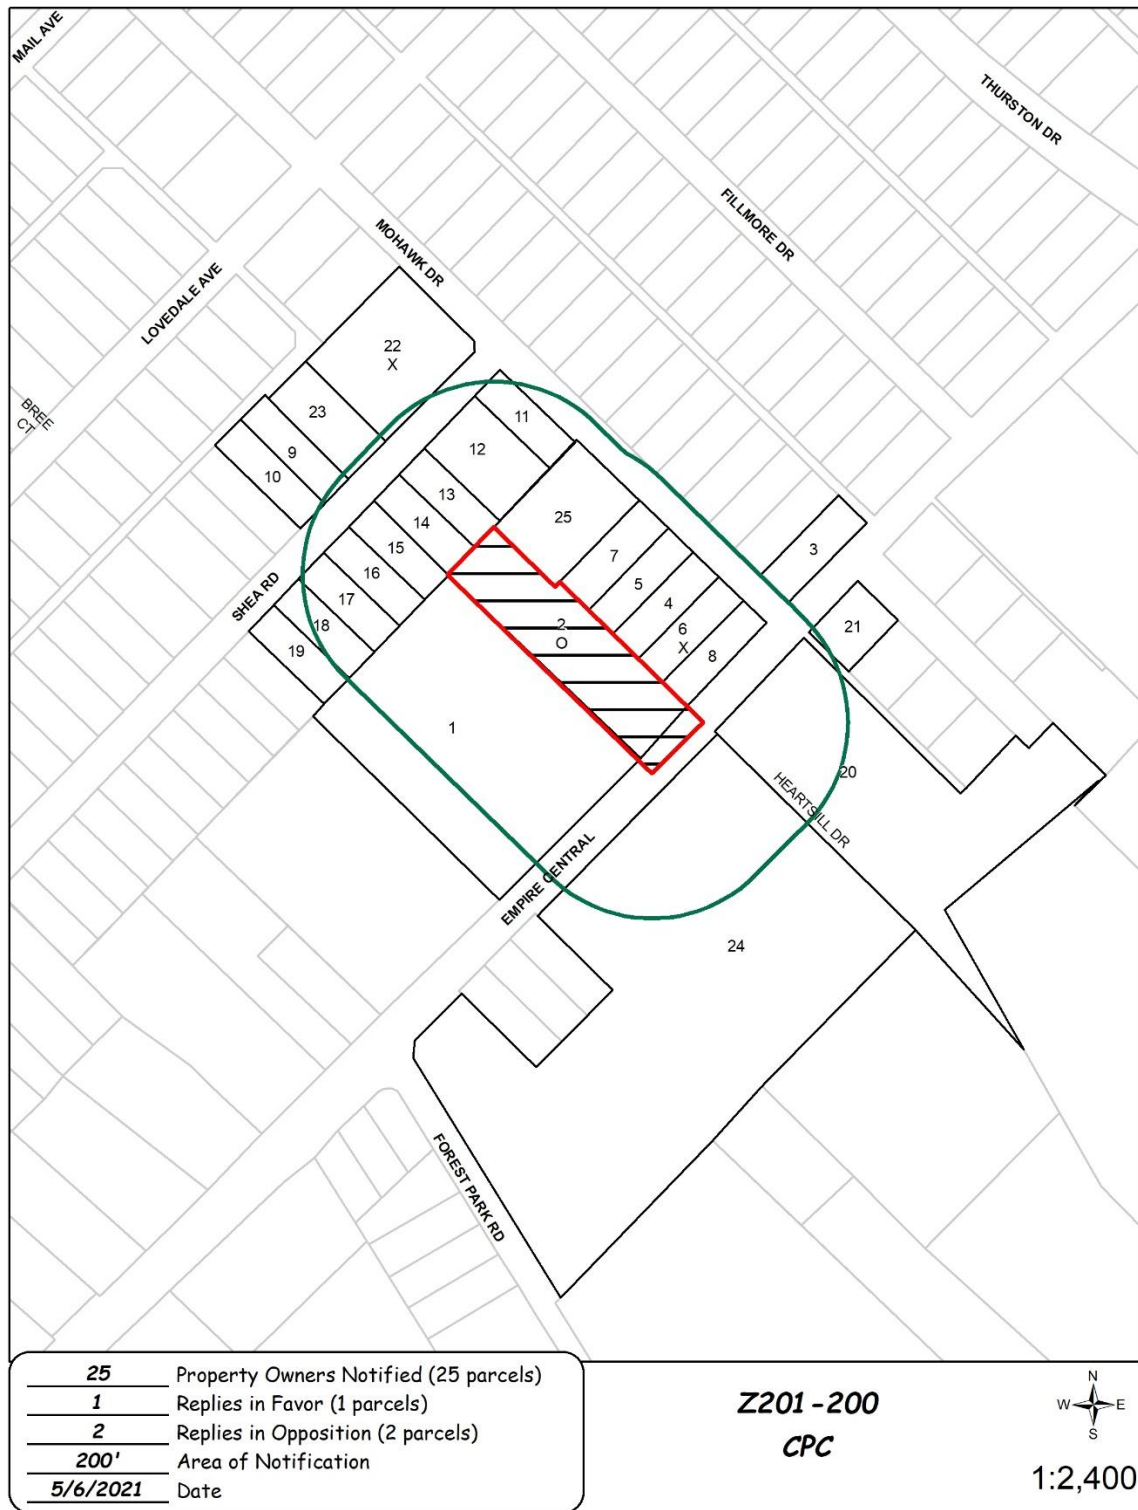 MAIL AVE
THURSTON DR
FILLMORE DR
MOHAWK DR
LOVEDALE AVE
BREE
CT
22
X
23
11
9
12
10
13
25
14
3
15
7
16
5
4
17
2
O
6
X
21
SHEA RD
18
8
19
1
20
HEARTSILL DR
EMPIRE CENTRAL
24
FOREST PARK RD
25 Property Owners Notified (25 parcels)
1 Replies in Favor (1 parcels)
2 Replies in Opposition (2 parcels)
200' Area of Notification
5/6/2021 Date
Z201-200
CPC
N
W E
S
1:2,400